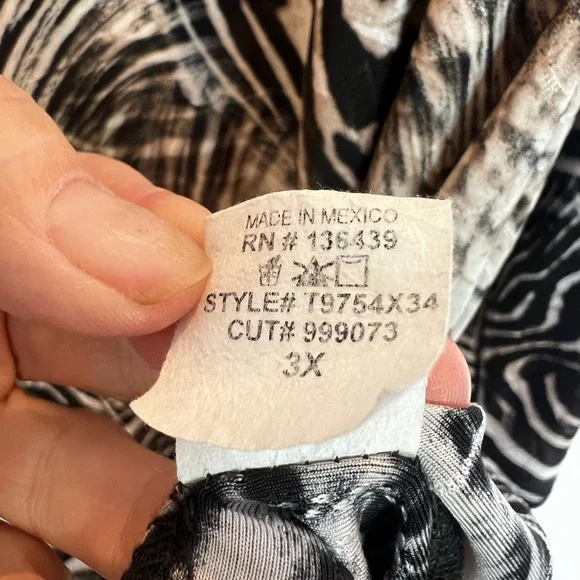 MADE IN MEXICO
RN # 136439
STYLE# T9754X34
CUT# 999073
3X